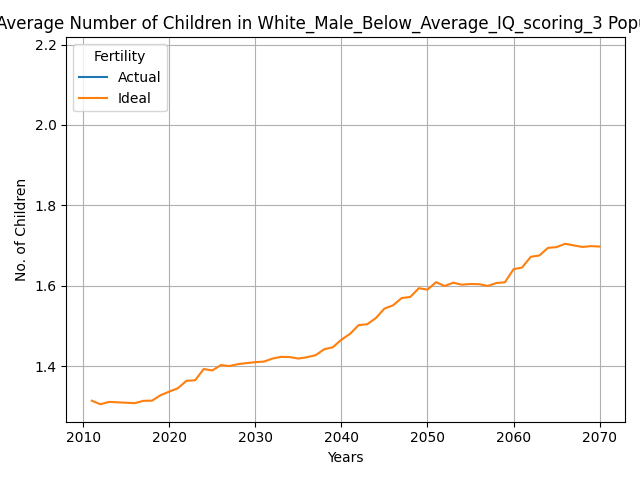 Average Number of Children in White_Male_Below_Average_IQ_scoring_3 Popu
Fertility
Actual
Ideal
No. of Children
2.2
2.0
1.8
1.6
1.4
2010 2020 2030 2040 2050 2060 2070
Years